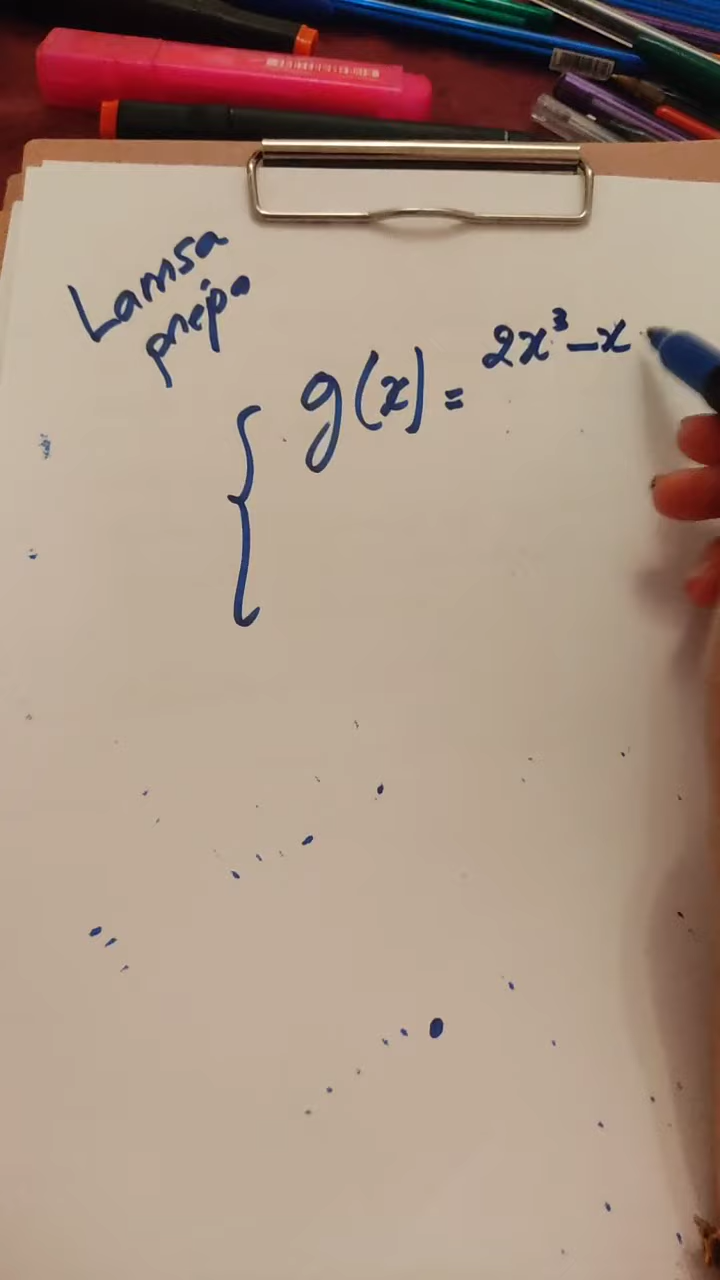 Lamsa
prépa
g(x) = 2x³ - x